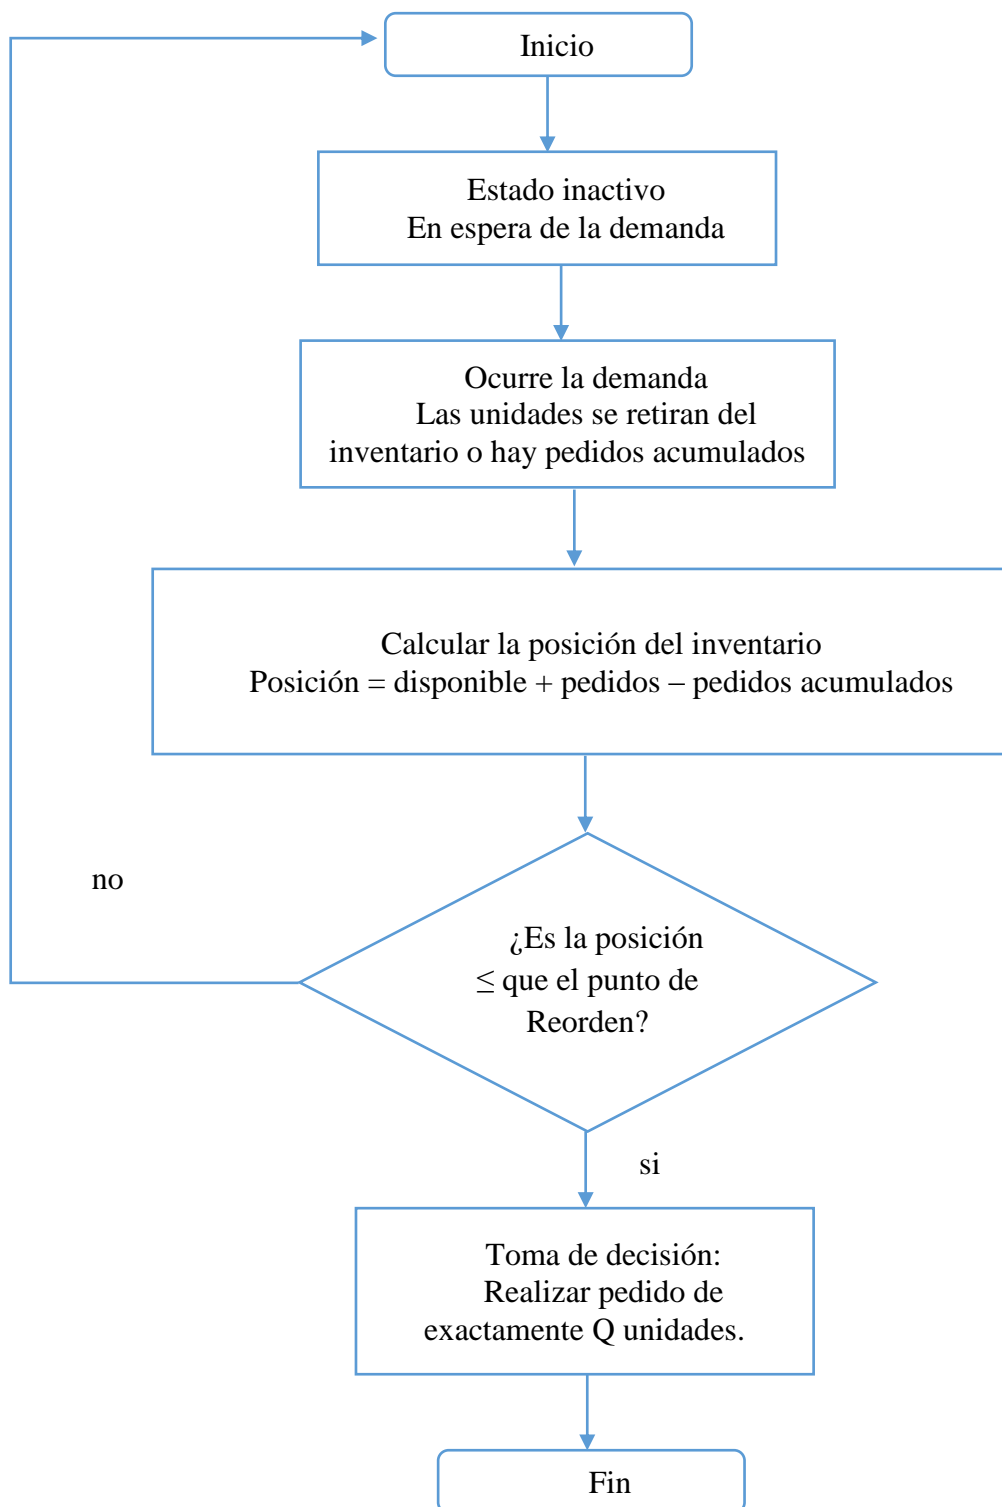 Inicio
Estado inactivo
En espera de la demanda
Ocurre la demanda
Las unidades se retiran del
inventario o hay pedidos acumulados
Calcular la posición del inventario
Posición = disponible + pedidos – pedidos acumulados
no
¿Es la posición
≤ que el punto de
Reorden?
si
Toma de decisión:
Realizar pedido de
exactamente Q unidades.
Fin